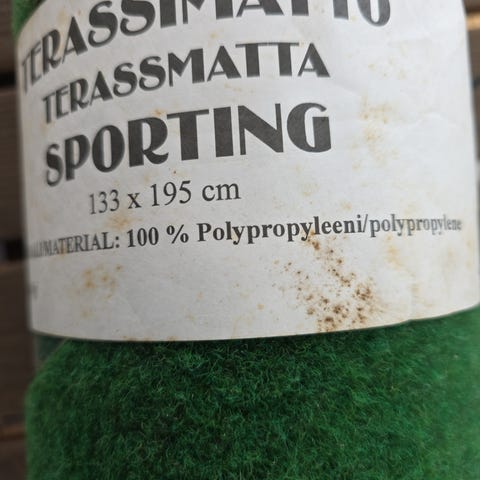 TERASSIMATTO
TERASSMATTA
SPORTING
133 x 195 cm
MATERIAL: 100 % Polypropyleeni/polypropylene